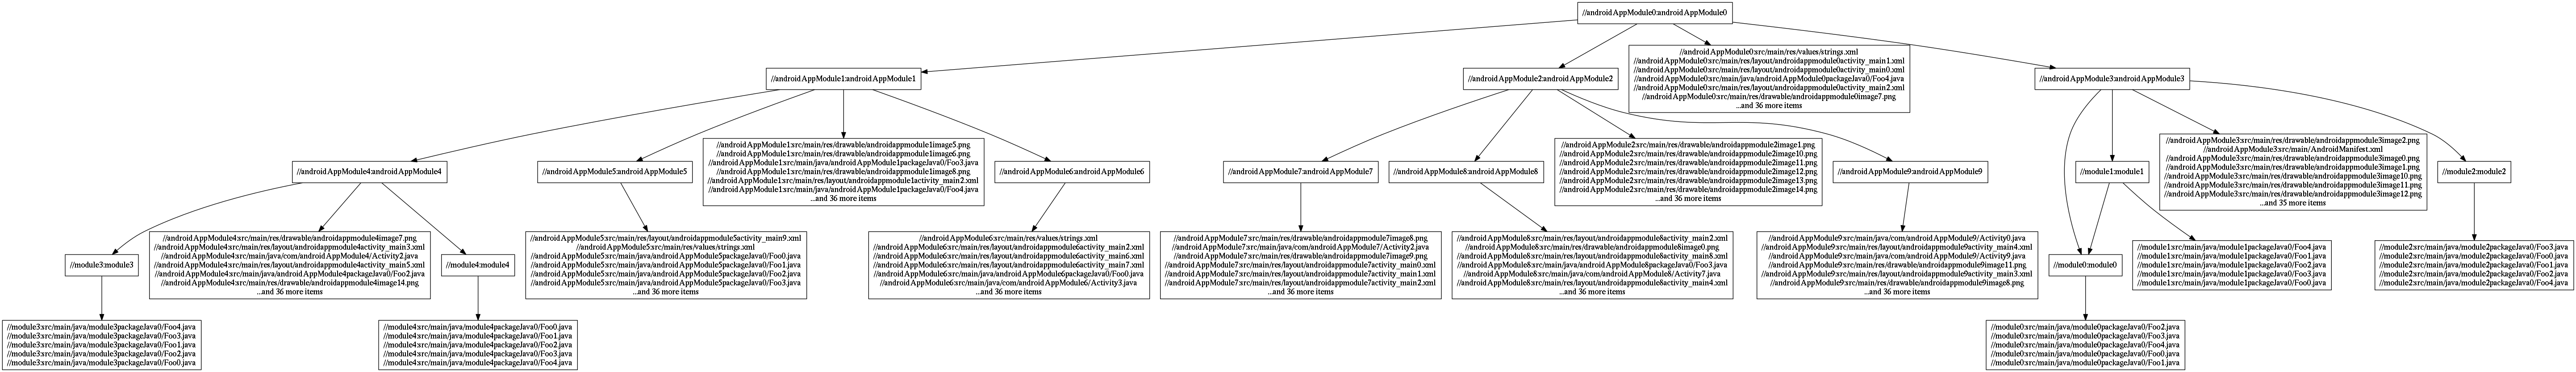 //androidAppModule0:androidAppModule0
//androidAppModule0:src/main/res/values/strings.xml
//androidAppModule0:src/main/res/layout/androidappmodule0activity_main1.xml
//androidAppModule0:src/main/res/layout/androidappmodule0activity_main0.xml
//androidAppModule0:src/main/java/androidAppModule0packageJava0/Foo4.java
//androidAppModule0:src/main/res/layout/androidappmodule0activity_main2.xml
//androidAppModule0:src/main/res/drawable/androidappmodule0image7.png
...and 36 more items
//androidAppModule1:androidAppModule1
//androidAppModule2:androidAppModule2
//androidAppModule3:androidAppModule3
//androidAppModule4:androidAppModule4
//androidAppModule5:androidAppModule5
//androidAppModule1:src/main/res/drawable/androidappmodule1image5.png
//androidAppModule1:src/main/res/drawable/androidappmodule1image6.png
//androidAppModule1:src/main/java/androidAppModule1packageJava0/Foo3.java
//androidAppModule1:src/main/res/drawable/androidappmodule1image8.png
//androidAppModule1:src/main/res/layout/androidappmodule1activity_main2.xml
//androidAppModule1:src/main/java/androidAppModule1packageJava0/Foo4.java
...and 36 more items
//androidAppModule6:androidAppModule6
//androidAppModule7:androidAppModule7
//androidAppModule8:androidAppModule8
//androidAppModule2:src/main/res/drawable/androidappmodule2image1.png
//androidAppModule2:src/main/res/drawable/androidappmodule2image10.png
//androidAppModule2:src/main/res/drawable/androidappmodule2image11.png
//androidAppModule2:src/main/res/drawable/androidappmodule2image12.png
//androidAppModule2:src/main/res/drawable/androidappmodule2image13.png
//androidAppModule2:src/main/res/drawable/androidappmodule2image14.png
...and 36 more items
//androidAppModule9:androidAppModule9
//module1:module1
//androidAppModule3:src/main/res/drawable/androidappmodule3image2.png
//androidAppModule3:src/main/AndroidManifest.xml
//androidAppModule3:src/main/res/drawable/androidappmodule3image0.png
//androidAppModule3:src/main/res/drawable/androidappmodule3image1.png
//androidAppModule3:src/main/res/drawable/androidappmodule3image10.png
//androidAppModule3:src/main/res/drawable/androidappmodule3image11.png
//androidAppModule3:src/main/res/drawable/androidappmodule3image12.png
...and 35 more items
//module2:module2
//module3:module3
//androidAppModule4:src/main/res/drawable/androidappmodule4image7.png
//androidAppModule4:src/main/res/layout/androidappmodule4activity_main3.xml
//androidAppModule4:src/main/java/com/androidAppModule4/Activity2.java
//androidAppModule4:src/main/res/layout/androidappmodule4activity_main5.xml
//androidAppModule4:src/main/java/androidAppModule4packageJava0/Foo2.java
//androidAppModule4:src/main/res/drawable/androidappmodule4image14.png
...and 36 more items
//module4:module4
//androidAppModule5:src/main/res/layout/androidappmodule5activity_main9.xml
//androidAppModule5:src/main/res/values/strings.xml
//androidAppModule5:src/main/java/androidAppModule5packageJava0/Foo0.java
//androidAppModule5:src/main/java/androidAppModule5packageJava0/Foo1.java
//androidAppModule5:src/main/java/androidAppModule5packageJava0/Foo2.java
//androidAppModule5:src/main/java/androidAppModule5packageJava0/Foo3.java
...and 36 more items
//androidAppModule6:src/main/res/values/strings.xml
//androidAppModule6:src/main/res/layout/androidappmodule6activity_main2.xml
//androidAppModule6:src/main/res/layout/androidappmodule6activity_main6.xml
//androidAppModule6:src/main/res/layout/androidappmodule6activity_main7.xml
//androidAppModule6:src/main/java/androidAppModule6packageJava0/Foo0.java
//androidAppModule6:src/main/java/com/androidAppModule6/Activity3.java
...and 36 more items
//androidAppModule7:src/main/res/drawable/androidappmodule7image8.png
//androidAppModule7:src/main/java/com/androidAppModule7/Activity2.java
//androidAppModule7:src/main/res/drawable/androidappmodule7image9.png
//androidAppModule7:src/main/res/layout/androidappmodule7activity_main0.xml
//androidAppModule7:src/main/res/layout/androidappmodule7activity_main1.xml
//androidAppModule7:src/main/res/layout/androidappmodule7activity_main2.xml
...and 36 more items
//androidAppModule8:src/main/res/layout/androidappmodule8activity_main2.xml
//androidAppModule8:src/main/res/drawable/androidappmodule8image0.png
//androidAppModule8:src/main/res/layout/androidappmodule8activity_main8.xml
//androidAppModule8:src/main/java/androidAppModule8packageJava0/Foo3.java
//androidAppModule8:src/main/java/com/androidAppModule8/Activity7.java
//androidAppModule8:src/main/res/layout/androidappmodule8activity_main4.xml
...and 36 more items
//androidAppModule9:src/main/java/com/androidAppModule9/Activity0.java
//androidAppModule9:src/main/res/layout/androidappmodule9activity_main4.xml
//androidAppModule9:src/main/java/com/androidAppModule9/Activity9.java
//androidAppModule9:src/main/res/drawable/androidappmodule9image11.png
//androidAppModule9:src/main/res/layout/androidappmodule9activity_main3.xml
//androidAppModule9:src/main/res/drawable/androidappmodule9image8.png
...and 36 more items
//module0:module0
//module1:src/main/java/module1packageJava0/Foo4.java
//module1:src/main/java/module1packageJava0/Foo1.java
//module1:src/main/java/module1packageJava0/Foo2.java
//module1:src/main/java/module1packageJava0/Foo3.java
//module1:src/main/java/module1packageJava0/Foo0.java
//module2:src/main/java/module2packageJava0/Foo3.java
//module2:src/main/java/module2packageJava0/Foo0.java
//module2:src/main/java/module2packageJava0/Foo1.java
//module2:src/main/java/module2packageJava0/Foo2.java
//module2:src/main/java/module2packageJava0/Foo4.java
//module3:src/main/java/module3packageJava0/Foo4.java
//module3:src/main/java/module3packageJava0/Foo3.java
//module3:src/main/java/module3packageJava0/Foo1.java
//module3:src/main/java/module3packageJava0/Foo2.java
//module3:src/main/java/module3packageJava0/Foo0.java
//module4:src/main/java/module4packageJava0/Foo0.java
//module4:src/main/java/module4packageJava0/Foo1.java
//module4:src/main/java/module4packageJava0/Foo2.java
//module4:src/main/java/module4packageJava0/Foo3.java
//module4:src/main/java/module4packageJava0/Foo4.java
//module0:src/main/java/module0packageJava0/Foo2.java
//module0:src/main/java/module0packageJava0/Foo3.java
//module0:src/main/java/module0packageJava0/Foo4.java
//module0:src/main/java/module0packageJava0/Foo0.java
//module0:src/main/java/module0packageJava0/Foo1.java